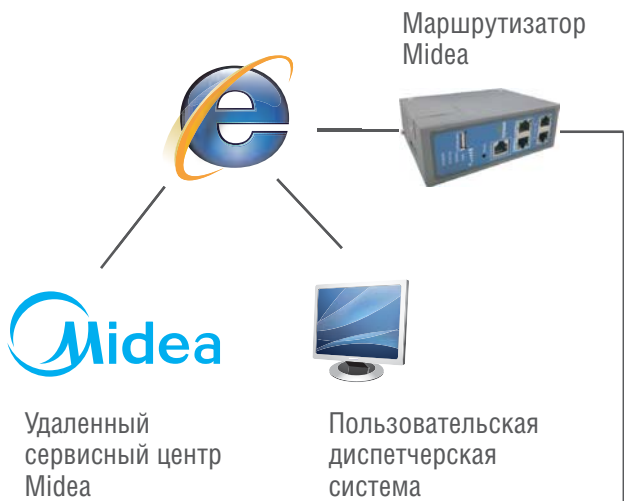 Маршрутизатор
Midea
Midea
Удаленный
сервисный центр
Midea
Пользовательская
диспетчерская
система